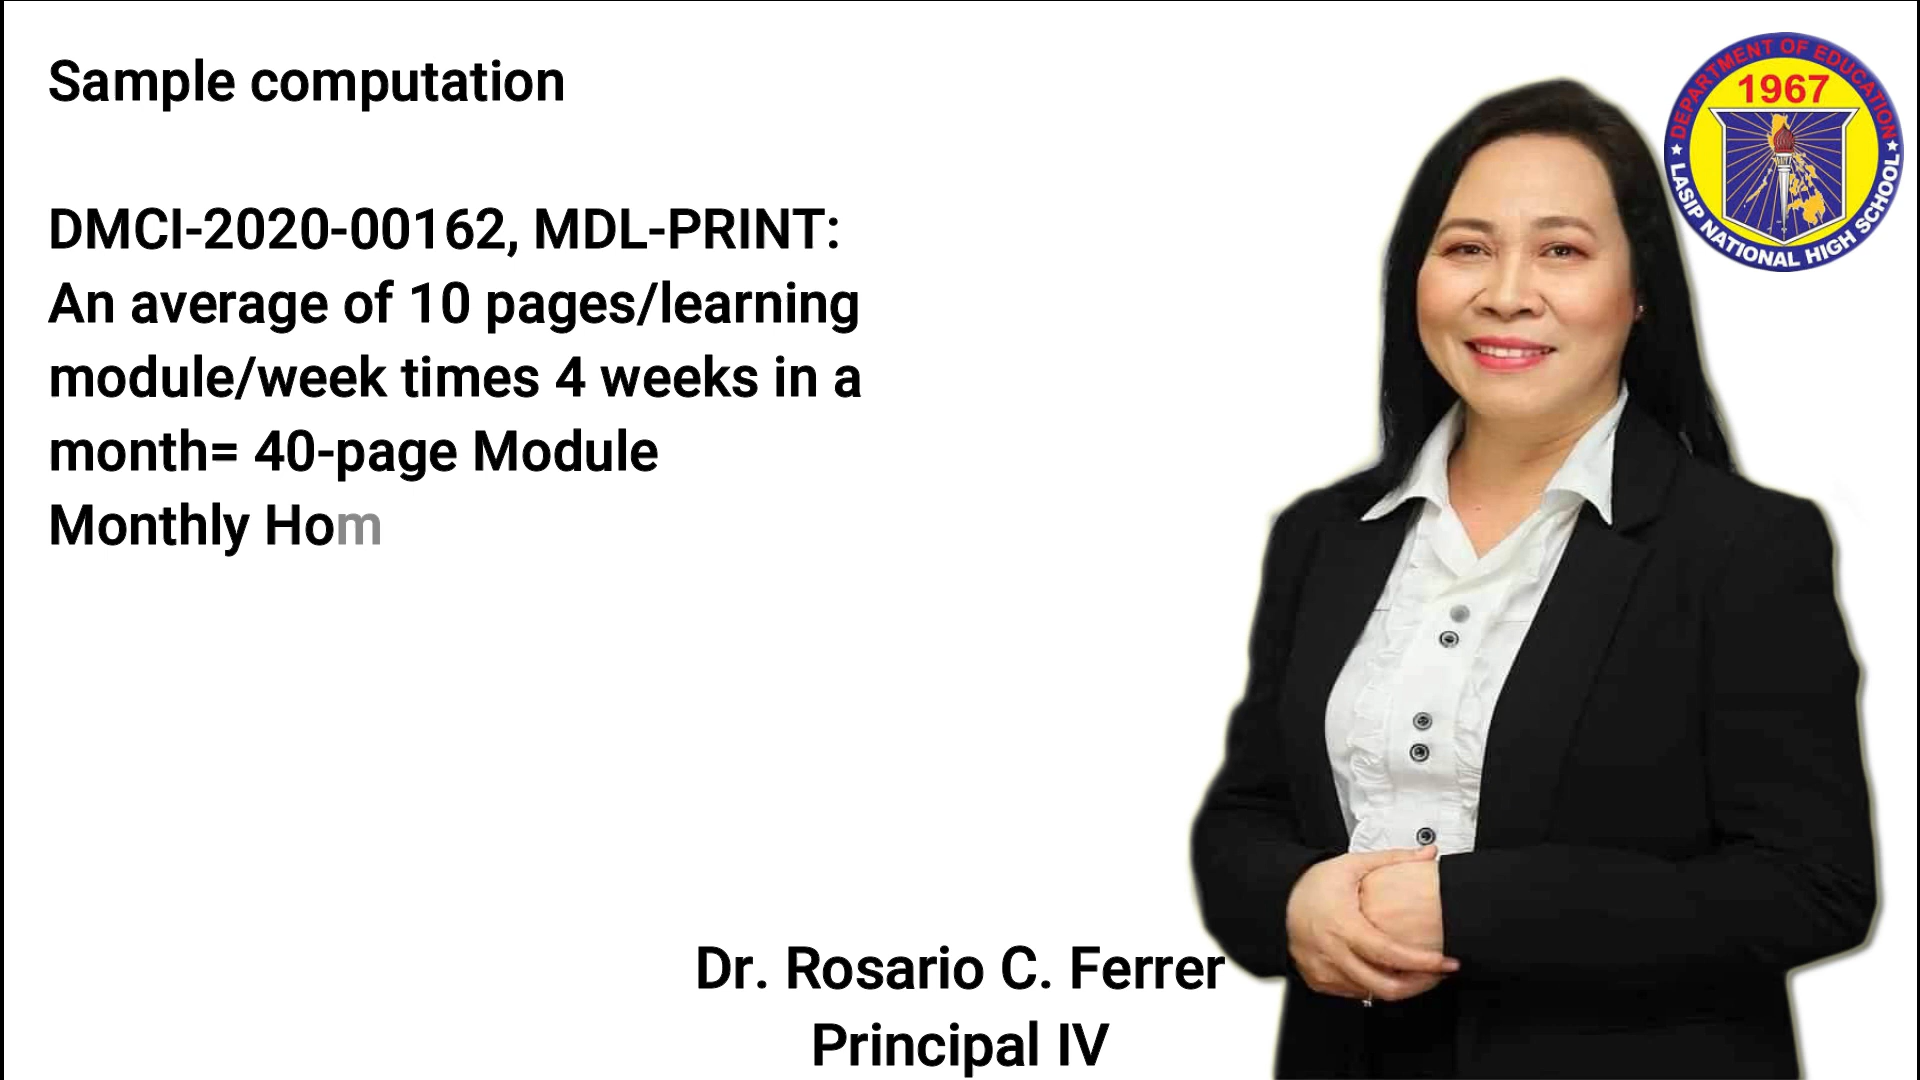 Sample computation
DMCI-2020-00162, MDL-PRINT:
An average of 10 pages/learning
module/week times 4 weeks in a
month= 40-page Module
Monthly Hom
Dr. Rosario C. Ferrer
Principal IV
DEPARTMENT OF EDUCATION
1967
LASIP NATIONAL HIGH SCHOOL